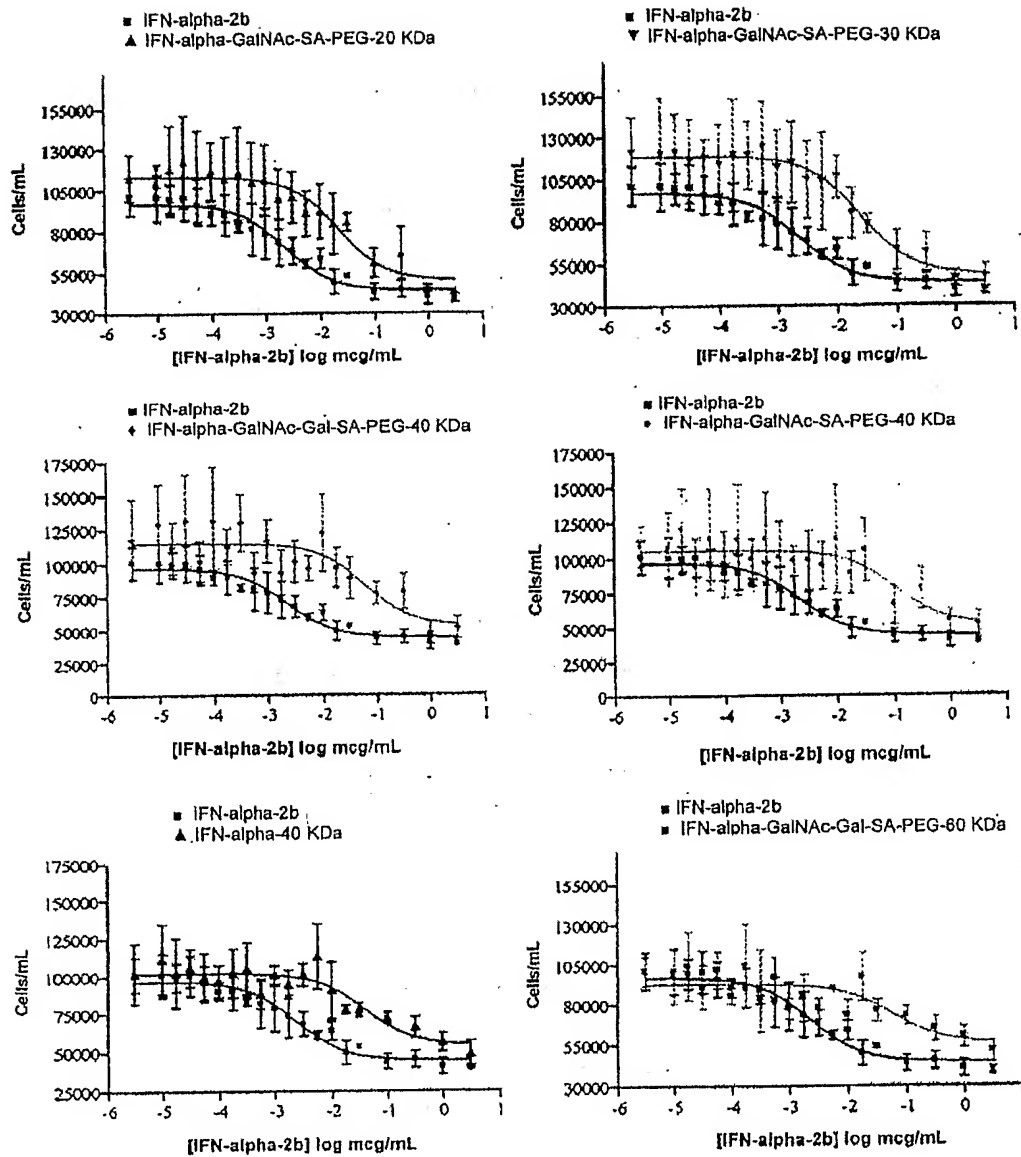 IFN-alpha-2b
IFN-alpha-GalNAc-SA-PEG-20 KDa
155000
130000
105000
80000
55000
30000
Cells/mL
-6 -5 -4 -3 -2 -1 0 1
[IFN-alpha-2b] log mcg/mL
IFN-alpha-2b
IFN-alpha-GalNAc-SA-PEG-30 KDa
155000
130000
105000
80000
55000
30000
Cells/mL
-6 -5 -4 -3 -2 -1 0 1
[IFN-alpha-2b] log mcg/mL
IFN-alpha-2b
IFN-alpha-GalNAc-Gal-SA-PEG-40 KDa
175000
150000
125000
100000
75000
50000
25000
0
Cells/mL
-6 -5 -4 -3 -2 -1 0 1
[IFN-alpha-2b] log mcg/mL
IFN-alpha-2b
IFN-alpha-GalNAc-SA-PEG-40 KDa
175000
150000
125000
100000
75000
50000
25000
0
Cells/mL
-6 -5 -4 -3 -2 -1 0 1
[IFN-alpha-2b] log mcg/mL
IFN-alpha-2b
IFN-alpha-40 KDa
175000
150000
125000
100000
75000
50000
25000
Cells/mL
-6 -5 -4 -3 -2 -1 0 1
[IFN-alpha-2b] log mcg/mL
IFN-alpha-2b
IFN-alpha-GalNAc-Gal-SA-PEG-60 KDa
155000
130000
105000
80000
55000
30000
Cells/mL
-6 -5 -4 -3 -2 -1 0 1
[IFN-alpha-2b] log mcg/mL